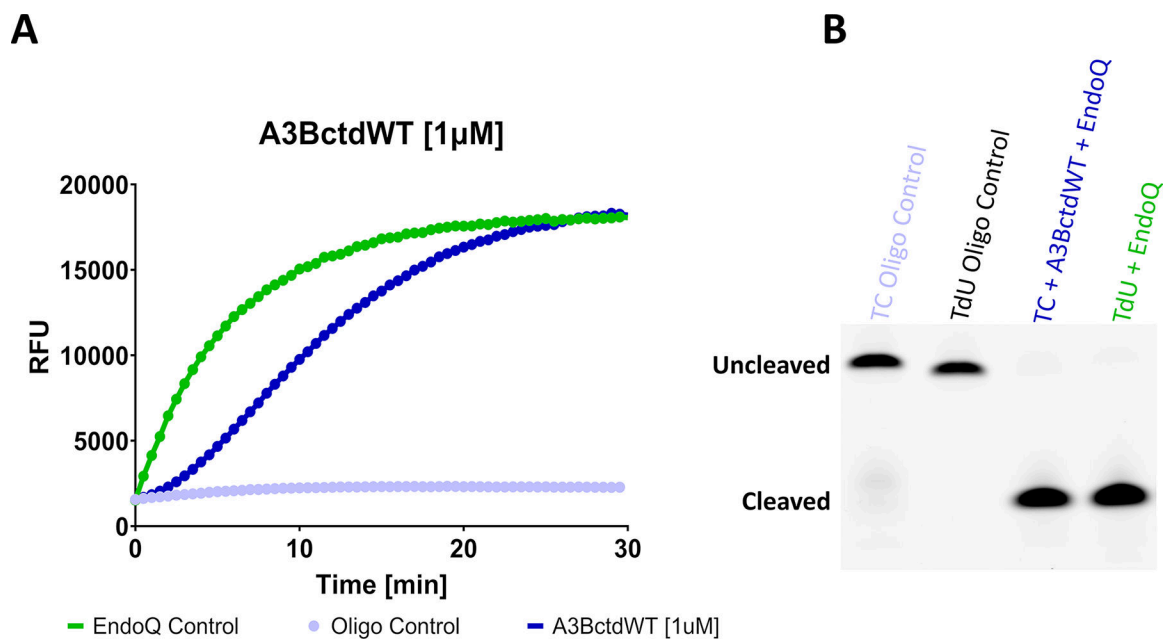 A
A3BctdWT [1µM]
RFU
20000
15000
10000
5000
0
0
10
20
30
Time [min]
EndoQ Control
Oligo Control
A3BctdWT [1uM]
B
TC Oligo Control
TdU Oligo Control
TC + A3BctdWT + EndoQ
TdU + EndoQ
Uncleaved
Cleaved